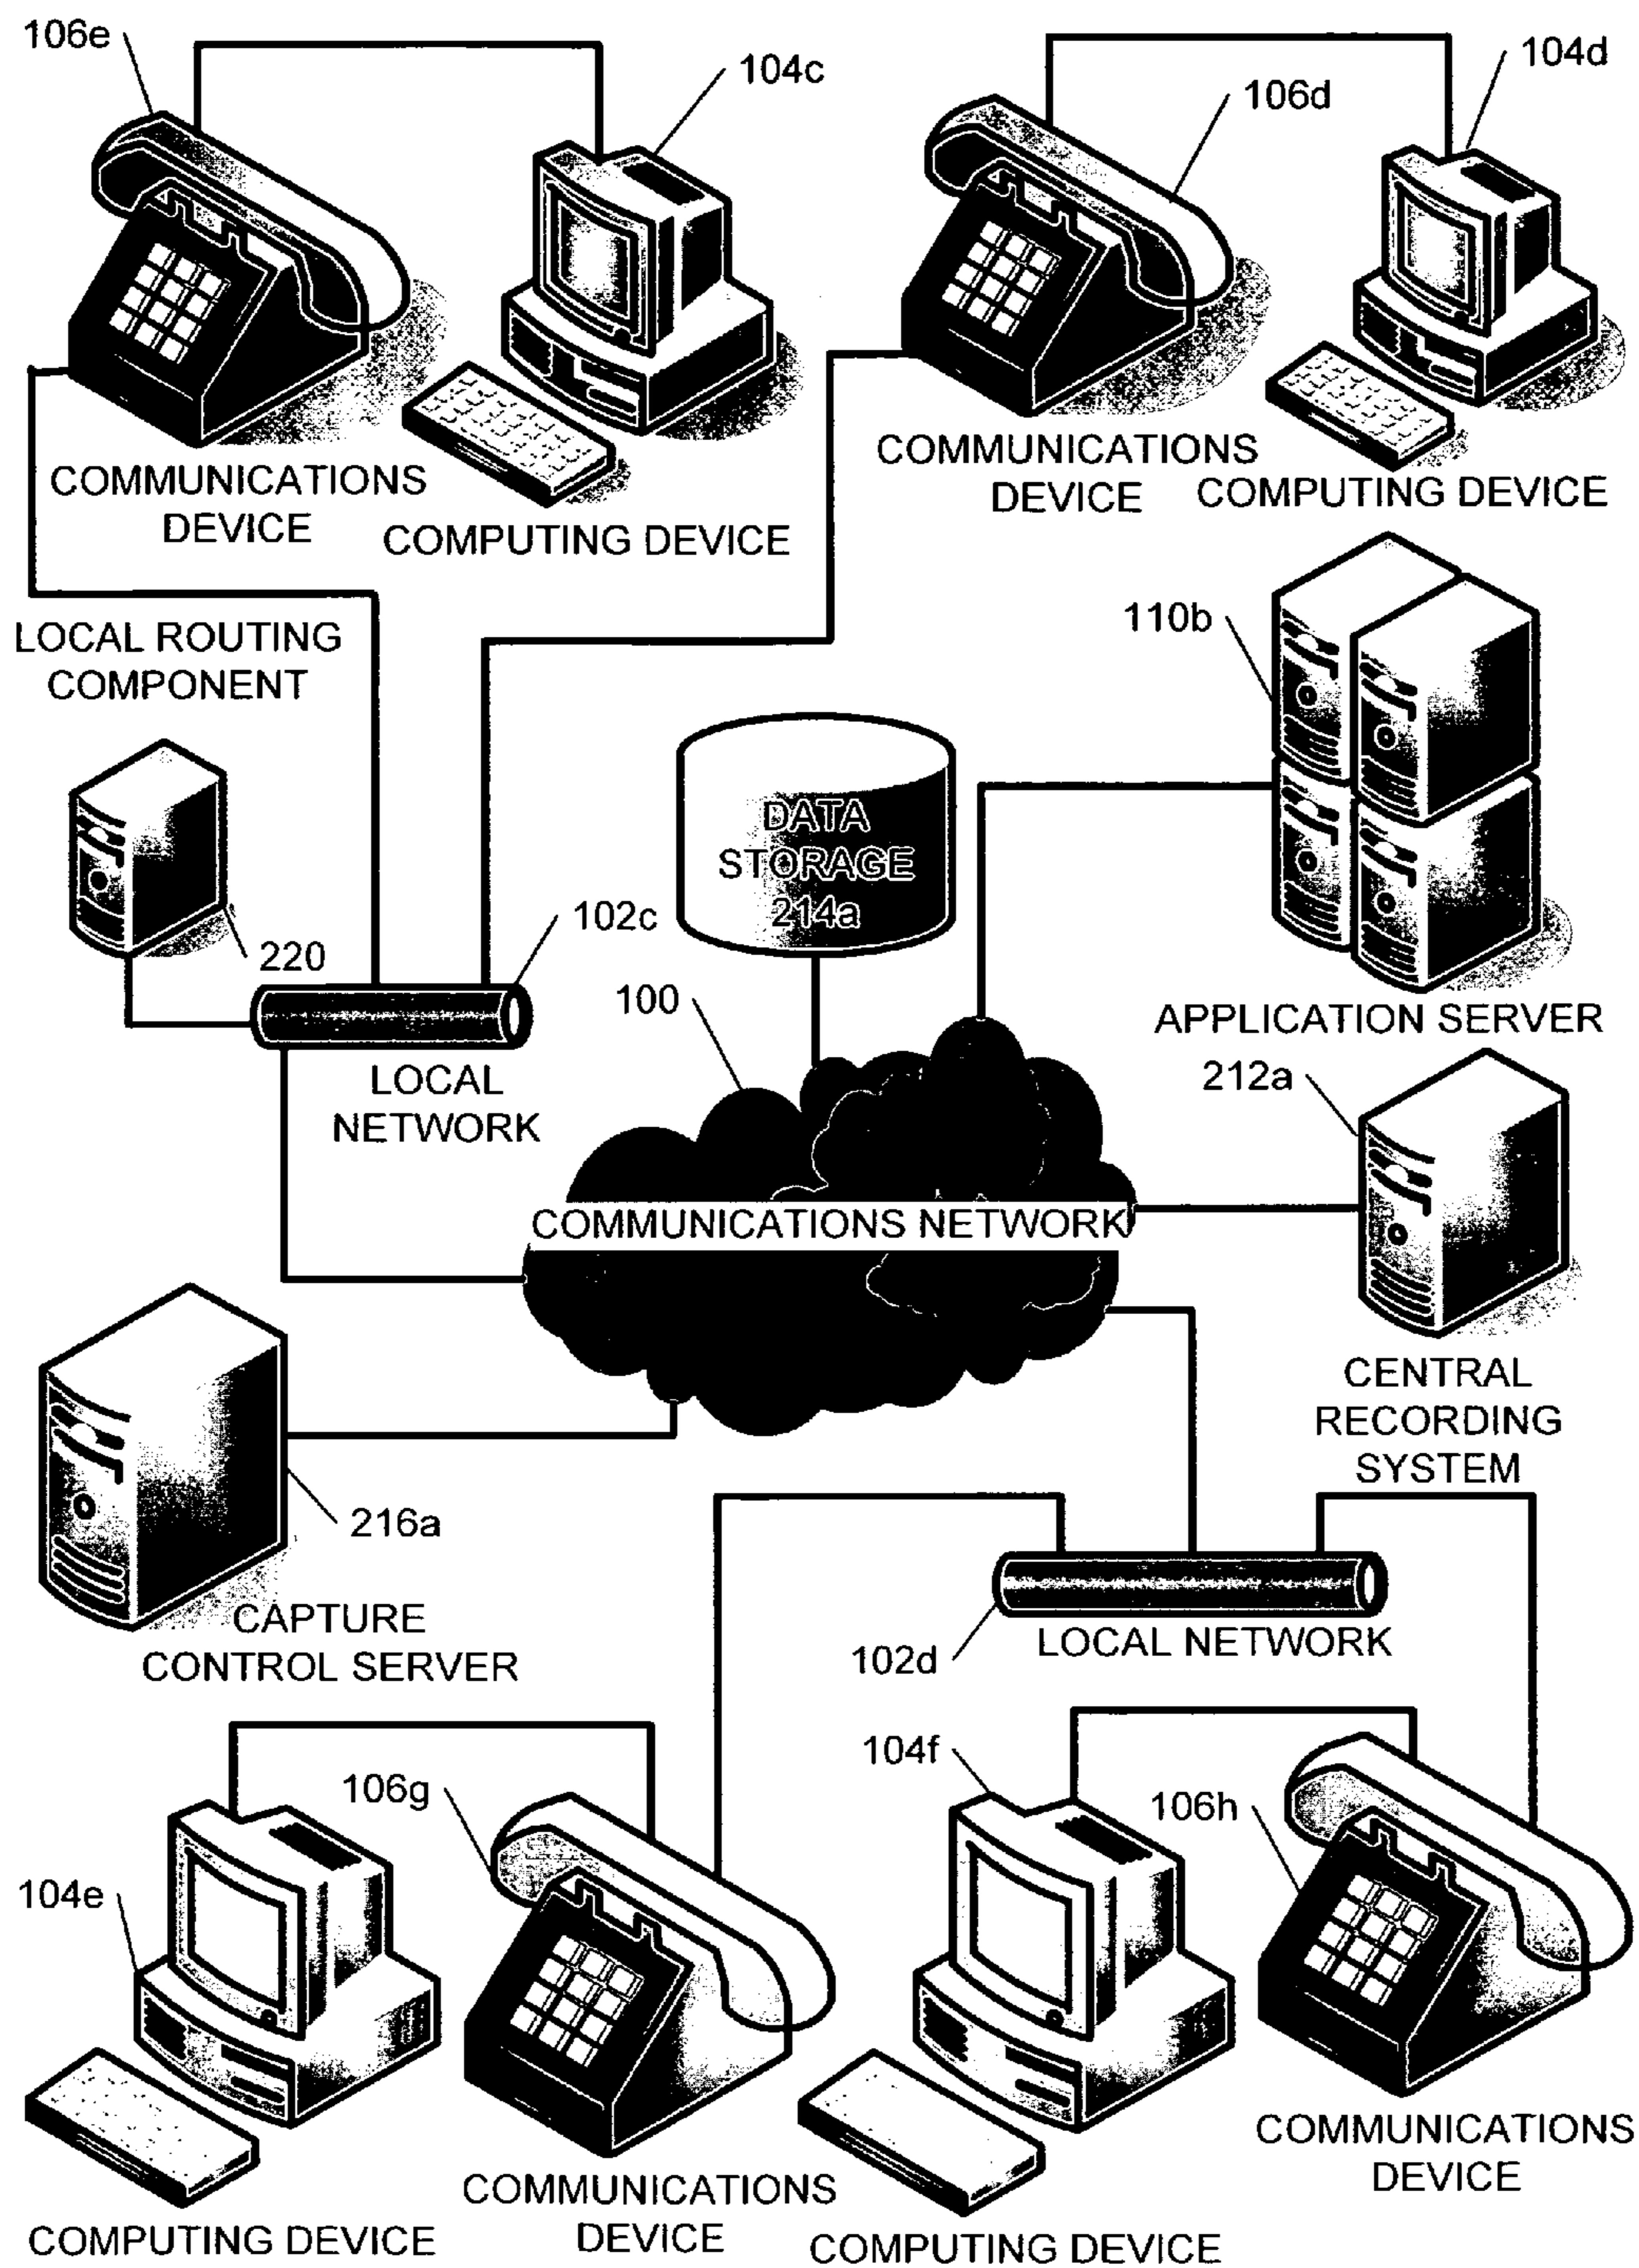 106e
104c
106d
104d
COMMUNICATIONS
DEVICE
COMPUTING DEVICE
COMMUNICATIONS
DEVICE
COMPUTING DEVICE
LOCAL ROUTING
COMPONENT
110b
DATA
STORAGE
214a
220
102c
100
LOCAL
NETWORK
APPLICATION SERVER
212a
COMMUNICATIONS NETWORK
CENTRAL
RECORDING
SYSTEM
216a
CAPTURE
CONTROL SERVER
102d
LOCAL NETWORK
104e
106g
104f
106h
COMPUTING DEVICE
COMMUNICATIONS
DEVICE
COMPUTING DEVICE
COMMUNICATIONS
DEVICE